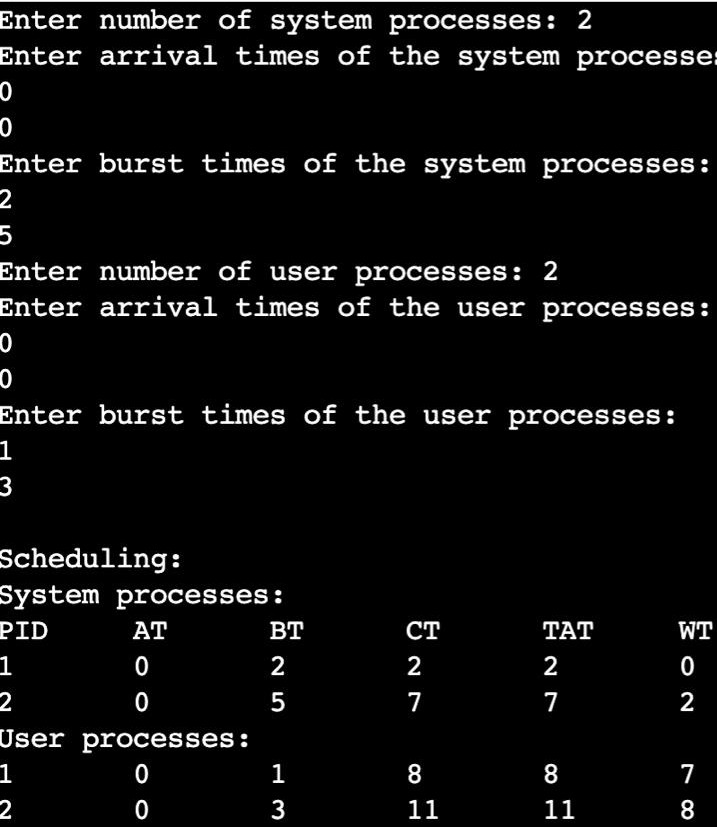 Enter number of system processes: 2
Enter arrival times of the system processes
0
0
Enter burst times of the system processes:
2
5
Enter number of user processes: 2
Enter arrival times of the user processes:
0
0
Enter burst times of the user processes:
1
3
Scheduling:
System processes:
PID AT BT CT TAT WT
1 0 2 2 2 0
2 0 5 7 7 2
User processes:
1 0 1 8 8 7
2 0 3 11 11 8